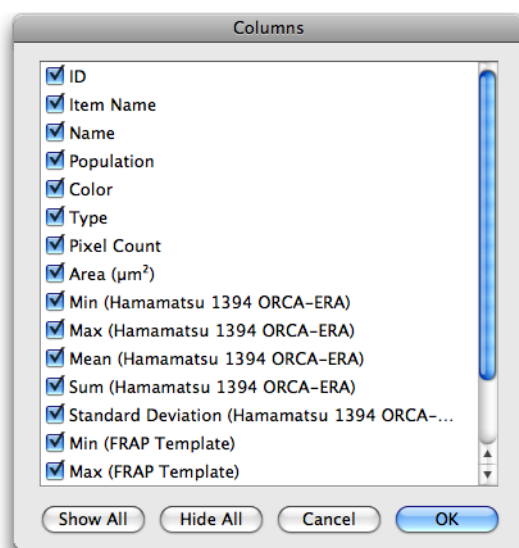 Columns
ID
Item Name
Name
Population
Color
Type
Pixel Count
Area (µm²)
Min (Hamamatsu 1394 ORCA-ERA)
Max (Hamamatsu 1394 ORCA-ERA)
Mean (Hamamatsu 1394 ORCA-ERA)
Sum (Hamamatsu 1394 ORCA-ERA)
Standard Deviation (Hamamatsu 1394 ORCA-...
Min (FRAP Template)
Max (FRAP Template)
Show All Hide All Cancel OK